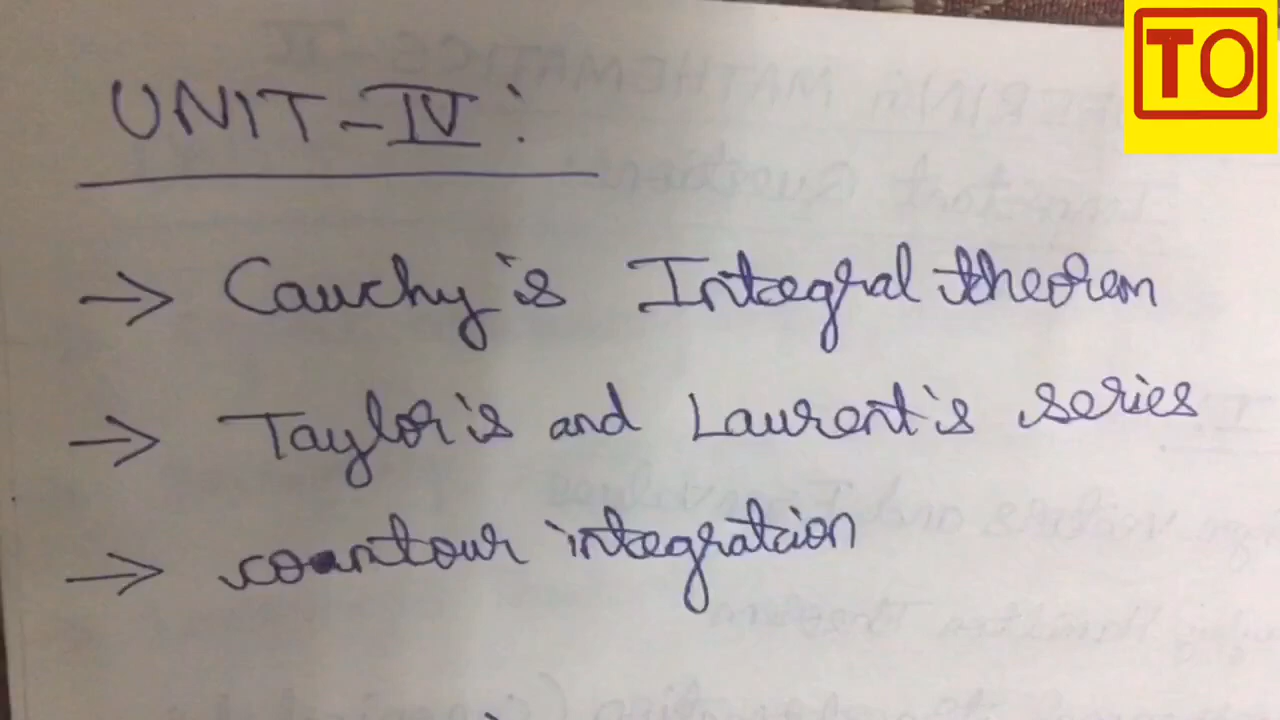 TO
UNIT-IV:
→ Cauchy's Integral theorem
→ Taylor's and Laurent's series
→ contour integration